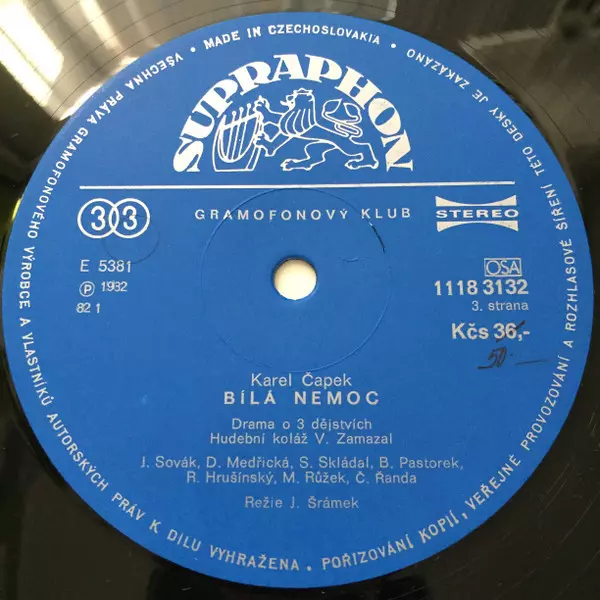 VŠECHNA PRÁVA GRAMOFONOVÉHO VÝROBCE A VLASTNÍKŮ AUTORSKÝCH PRÁV K DÍLU VYHRAŽENA • POŘIZOVÁNÍ KOPIÍ, VEŘEJNÉ PROVOZOVÁNÍ A ROZHLASOVÉ SÍŘENÍ TÉTO DESKY JE ZAKÁZÁNO • MADE IN CZECHOSLOVAKIA •
SUPRAPHON
33
GRAMOFONOVÝ KLUB
STEREO
E 5381
Ⓟ 1982
82 1
OSA
1118 3132
3. strana
Kčs 36,-
50.-
Karel Čapek
BÍLÁ NEMOC
Drama o 3 dějstvích
Hudební koláž V. Zamazal
J. Sovák, D. Medřická, S. Skládal, B. Pastorek,
R. Hrušínský, M. Růžek, Č. Řanda
Režie J. Šrámek